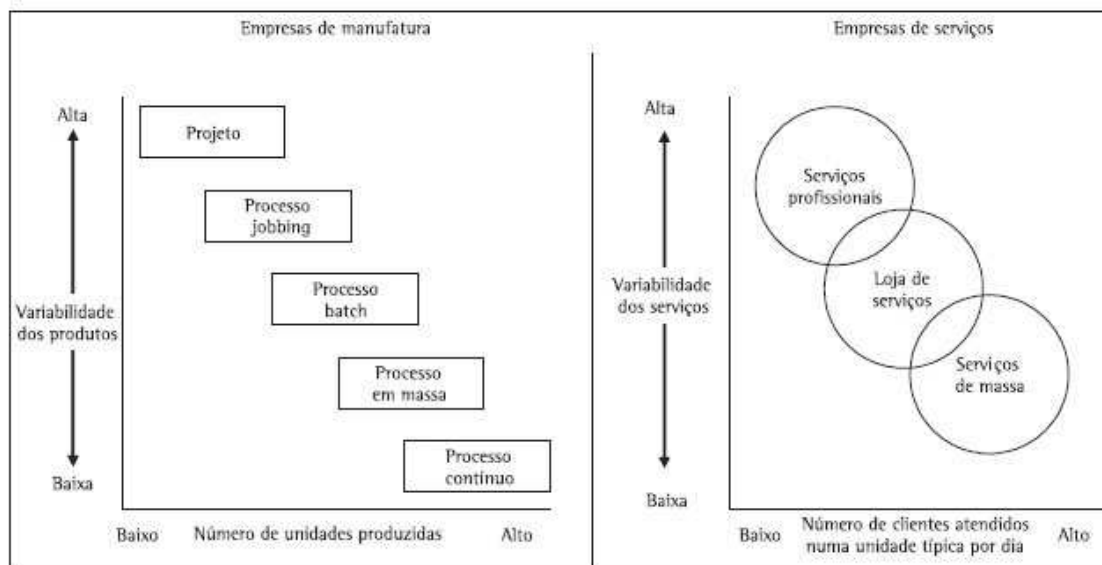 Empresas de manufatura
Alta
Variabilidade
dos produtos
Baixa
Projeto
Processo
jobbing
Processo
batch
Processo
em massa
Processo
contínuo
Baixo
Número de unidades produzidas
Alto
Empresas de serviços
Alta
Variabilidade
dos serviços
Baixa
Serviços
profissionais
Loja de
serviços
Serviços
de massa
Baixo
Número de clientes atendidos
numa unidade típica por dia
Alto